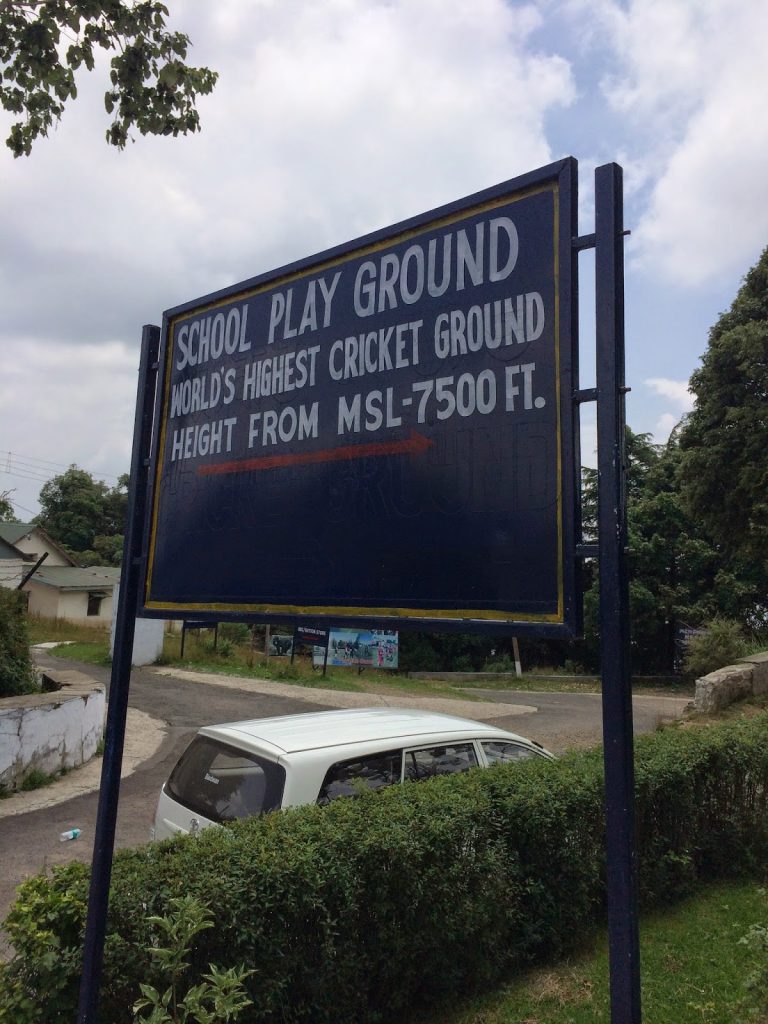 SCHOOL PLAY GROUND
WORLD'S HIGHEST CRICKET GROUND
HEIGHT FROM MSL-7500 FT.